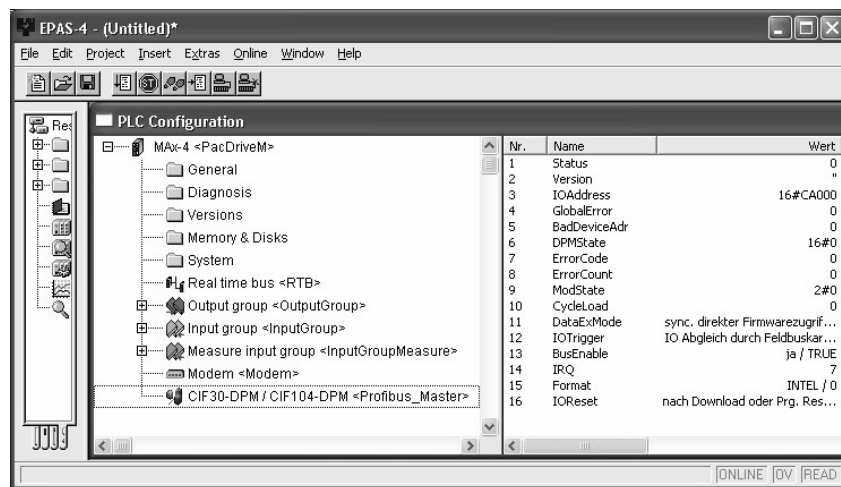 EPAS-4 - (Untitled)*
File Edit Project Insert Extras Online Window Help
ST
Res
PLC Configuration
MAx-4 <PacDriveM>
General
Diagnosis
Versions
Memory & Disks
System
Real time bus <RTB>
Output group <OutputGroup>
Input group <InputGroup>
Measure input group <InputGroupMeasure>
Modem <Modem>
CIF30-DPM / CIF104-DPM <Profibus_Master>
Nr. Name Wert
1 Status 0
2 Version "
3 IOAddress 16#CA000
4 GlobalError 0
5 BadDeviceAdr 0
6 DPMState 16#0
7 ErrorCode 0
8 ErrorCount 0
9 ModState 2#0
10 CycleLoad 0
11 DataExMode sync. direkter Firmwarezugrif...
12 IOTrigger IO Abgleich durch Feldbuskar...
13 BusEnable ja / TRUE
14 IRQ 7
15 Format INTEL / 0
16 IOReset nach Download oder Prg. Res...
ONLINE OV READ